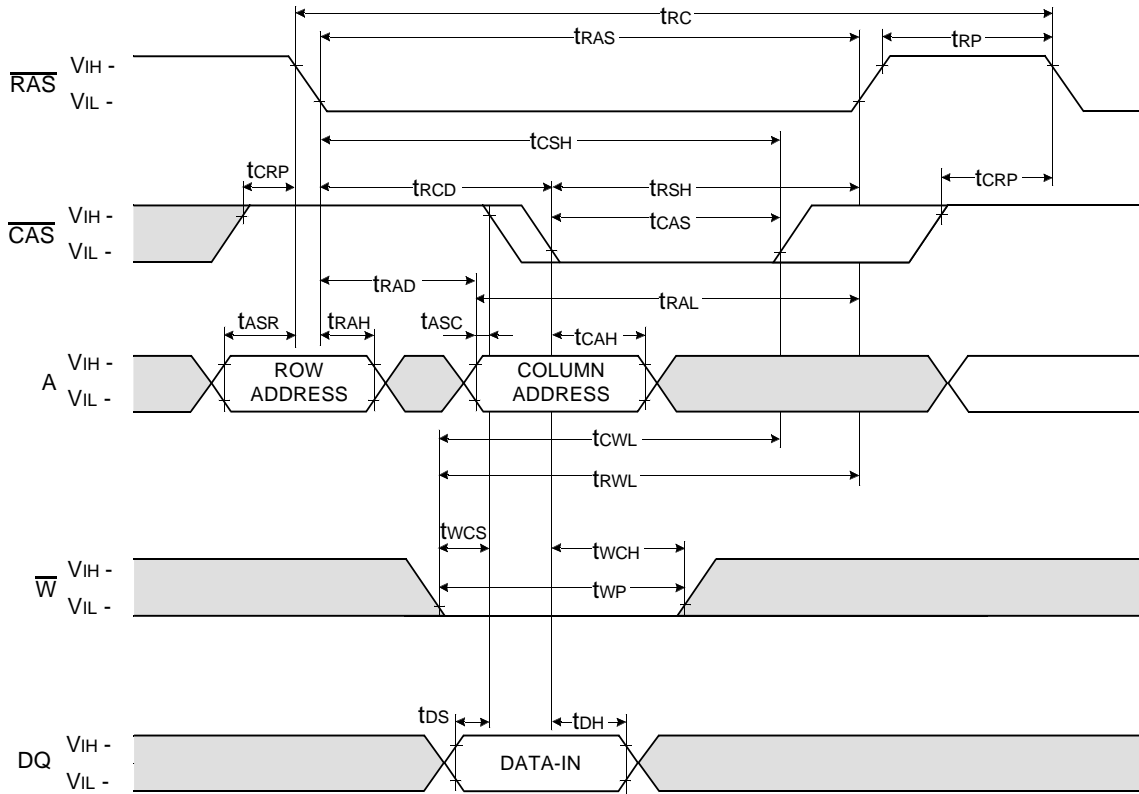 tRC
tRAS
tRP
RAS
VIH -
VIL -
tCSH
tCRP
tRCD
tRSH
tCRP
CAS
VIH -
VIL -
tCAS
tRAD
tRAL
tASR
tRAH
tASC
tCAH
A
VIH -
VIL -
ROW
ADDRESS
COLUMN
ADDRESS
tCWL
tRWL
tWCS
tWCH
W
VIH -
VIL -
tWP
tDS
tDH
DQ
VIH -
VIL -
DATA-IN